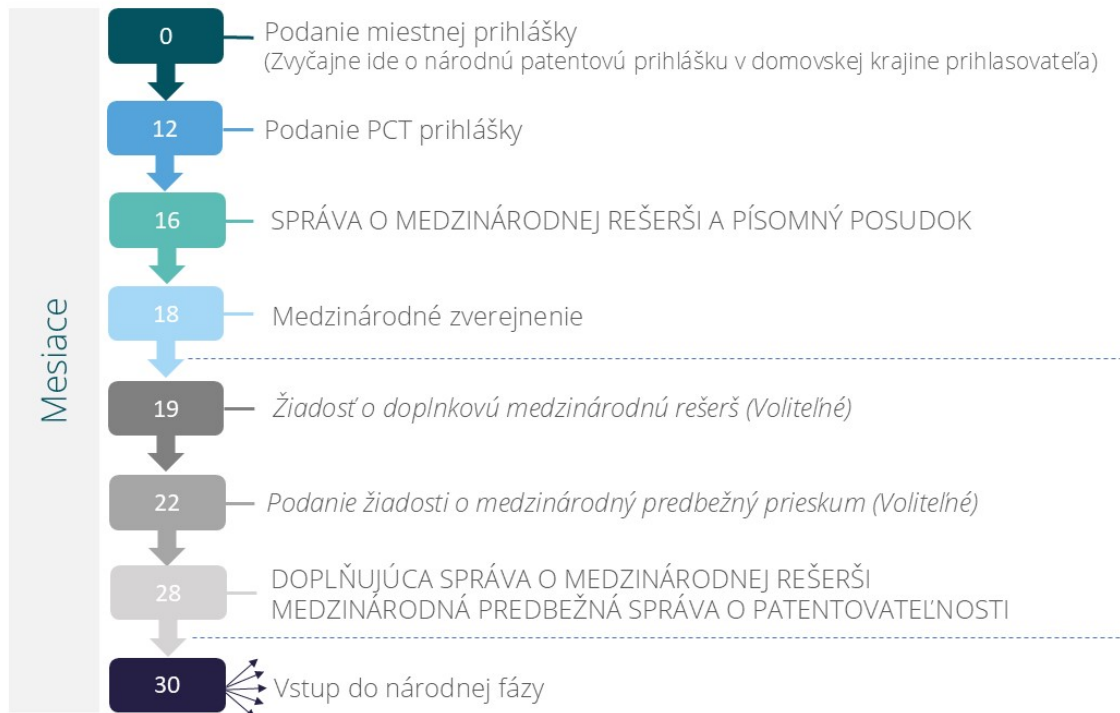 Mesiace
0
Podanie miestnej prihlášky
(Zvyčajne ide o národnú patentovú prihlášku v domovskej krajine prihlasovateľa)
12
Podanie PCT prihlášky
16
SPRÁVA O MEDZINÁRODNEJ REŠERŠI A PÍSOMNÝ POSUDOK
18
Medzinárodné zverejnenie
19
Žiadosť o doplnkovú medzinárodnú rešerš (Voliteľné)
22
Podanie žiadosti o medzinárodný predbežný prieskum (Voliteľné)
28
DOPLŇUJÚCA SPRÁVA O MEDZINÁRODNEJ REŠERŠI
MEDZINÁRODNÁ PREDBEŽNÁ SPRÁVA O PATENTOVATEĽNOSTI
30
Vstup do národnej fázy